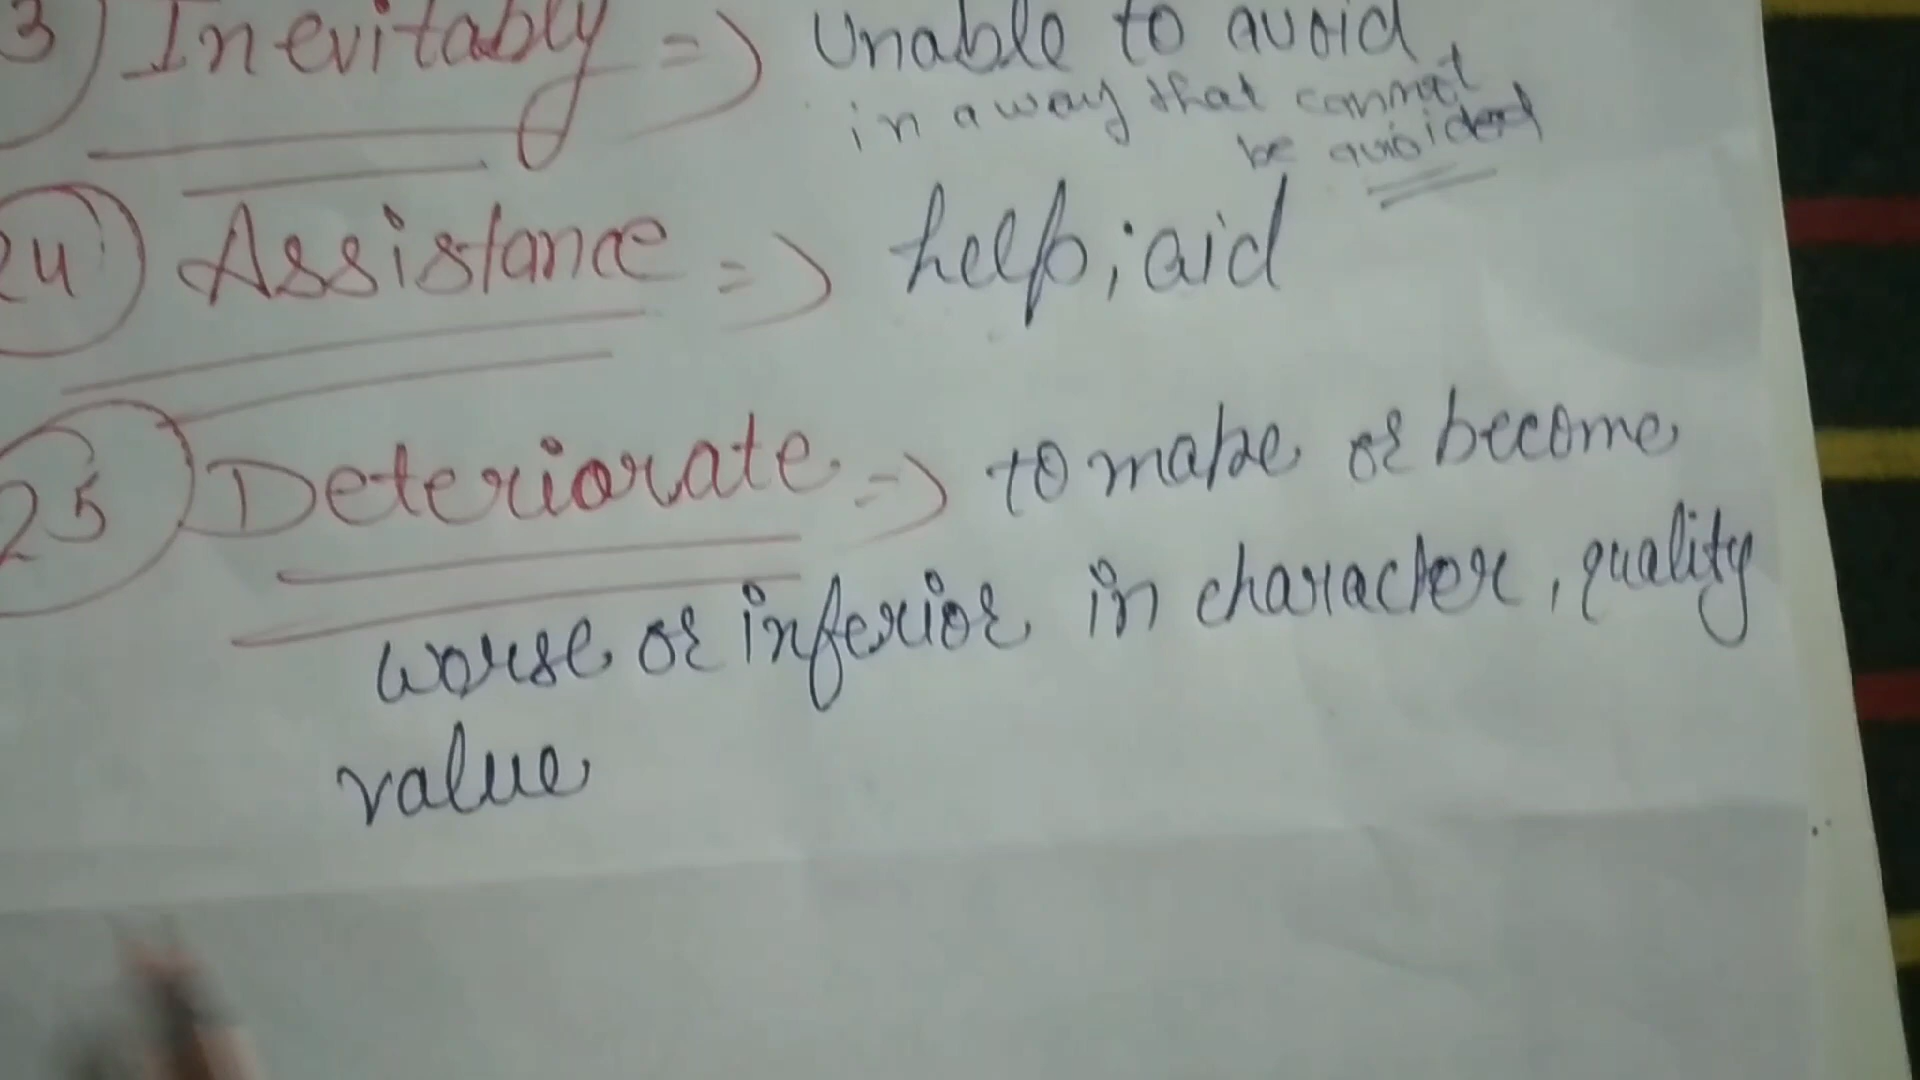 3) Inevitably => Unable to avoid
in a way that cannot
be avoided
24) Assistance => help; aid
25) Deteriorate => to make or become
worse or inferior in character, quality
value